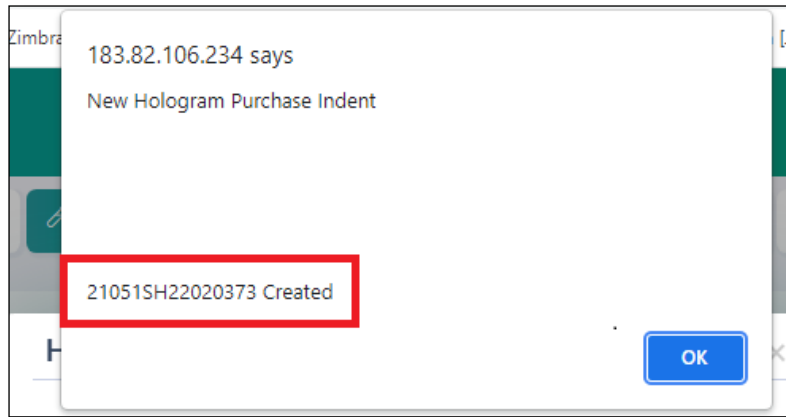 Zimbra
183.82.106.234 says
New Hologram Purchase Indent
21051SH22020373 Created
H
OK